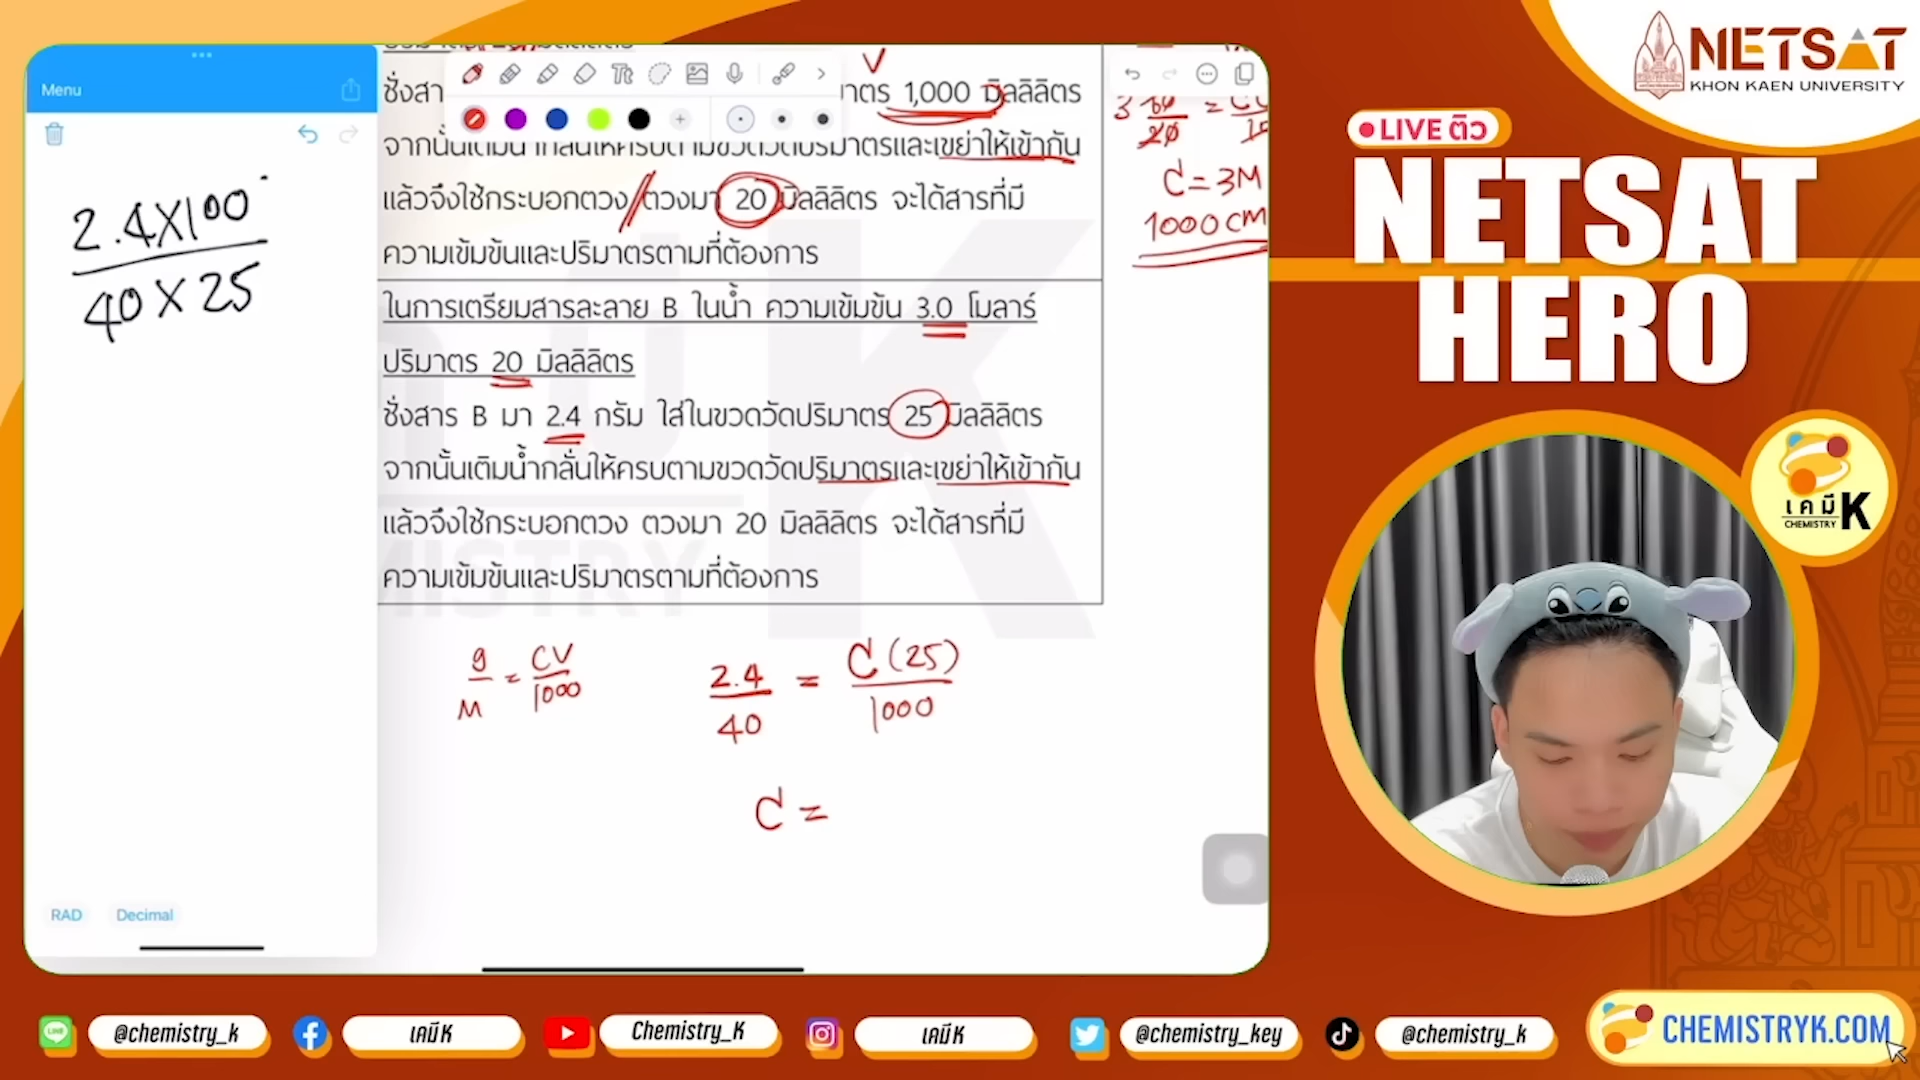 Menu
2.4X100
40X25
RAD
Decimal
ชั่งสา
V
าตร 1,000 มิลลิลิตร
จากนั้นเติมน้ำกลั่นให้ครบตามขวดวัดปริมาตรและเขย่าให้เข้ากัน
แล้วจึงใช้กระบอกตวง ตวงมา 20 มิลลิลิตร จะได้สารที่มี
ความเข้มข้นและปริมาตรตามที่ต้องการ
C=3M
1000 CM
ในการเตรียมสารละลาย B ในน้ำ ความเข้มข้น 3.0 โมลาร์
ปริมาตร 20 มิลลิลิตร
ชั่งสาร B มา 2.4 กรัม ใส่ในขวดวัดปริมาตร 25 มิลลิลิตร
จากนั้นเติมน้ำกลั่นให้ครบตามขวดวัดปริมาตรและเขย่าให้เข้ากัน
แล้วจึงใช้กระบอกตวง ตวงมา 20 มิลลิลิตร จะได้สารที่มี
ความเข้มข้นและปริมาตรตามที่ต้องการ
g/M = CV/1000
2.4/40 = C(25)/1000
C =
NETSAT
KHON KAEN UNIVERSITY
LIVE ติว
NETSAT
HERO
เคมี K
CHEMISTRY
@chemistry_k
เคมี K
Chemistry_K
เคมี K
@chemistry_key
@chemistry_k
CHEMISTRYK.COM